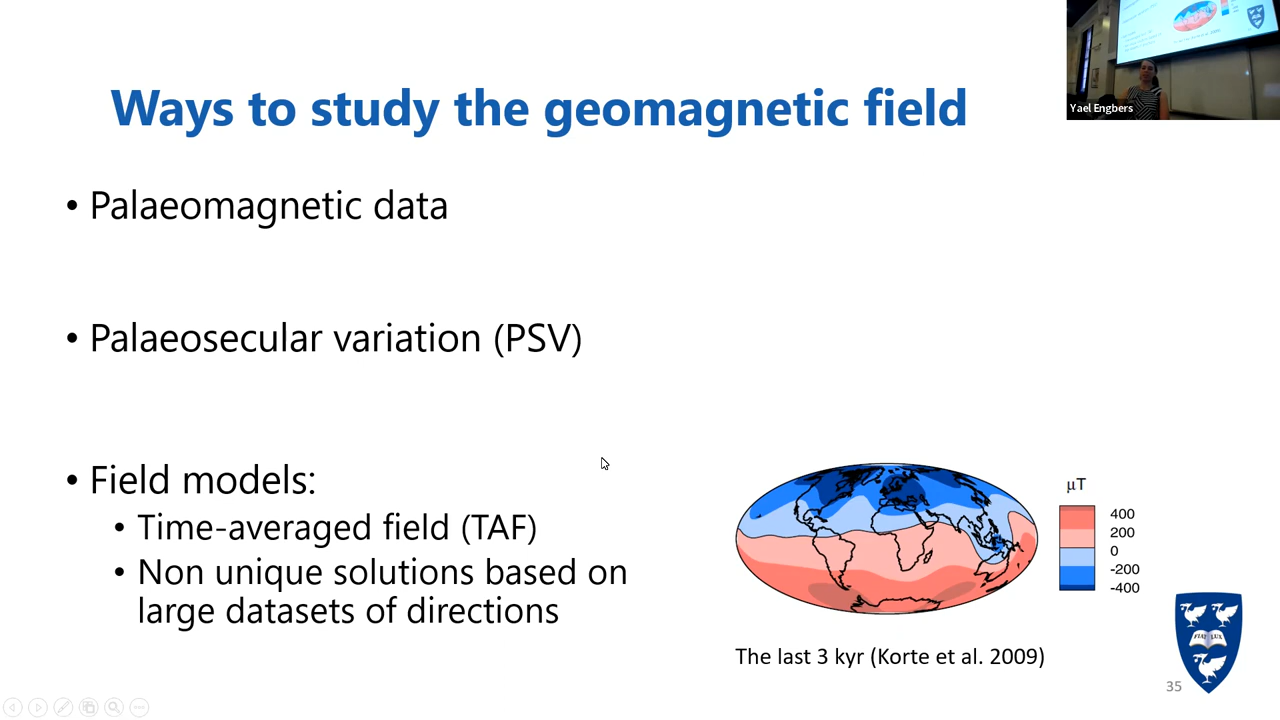 Ways to study the geomagnetic field
Yael Engbers
• Palaeomagnetic data
• Palaeosecular variation (PSV)
• Field models:
• Time-averaged field (TAF)
• Non unique solutions based on
large datasets of directions
μT
400
200
0
-200
-400
The last 3 kyr (Korte et al. 2009)
FIAT LUX
35